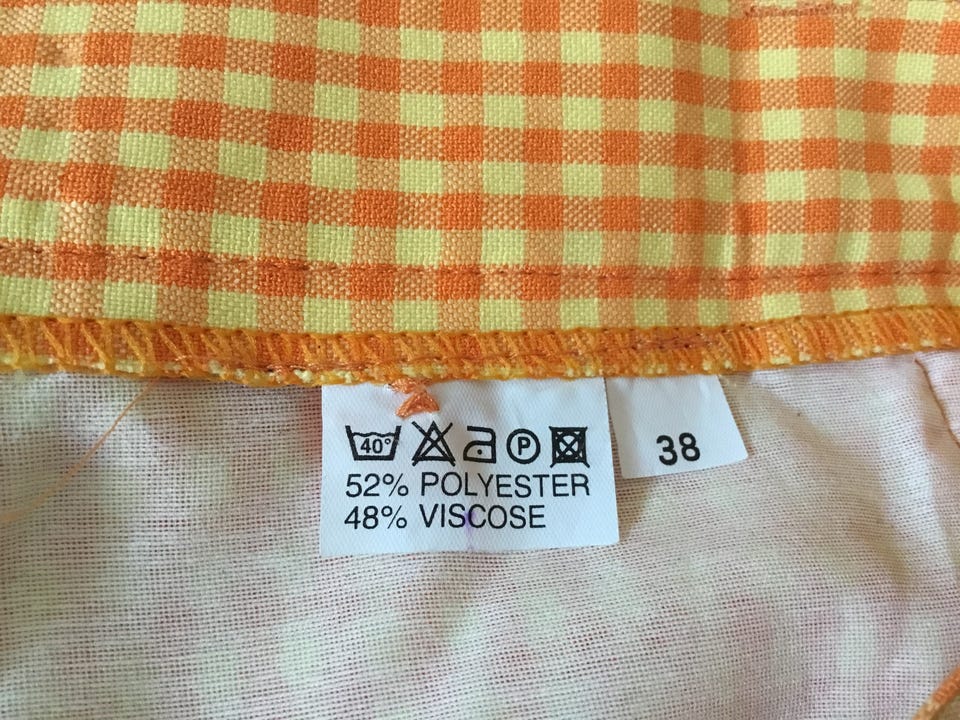 40°
P
52% POLYESTER
48% VISCOSE
38